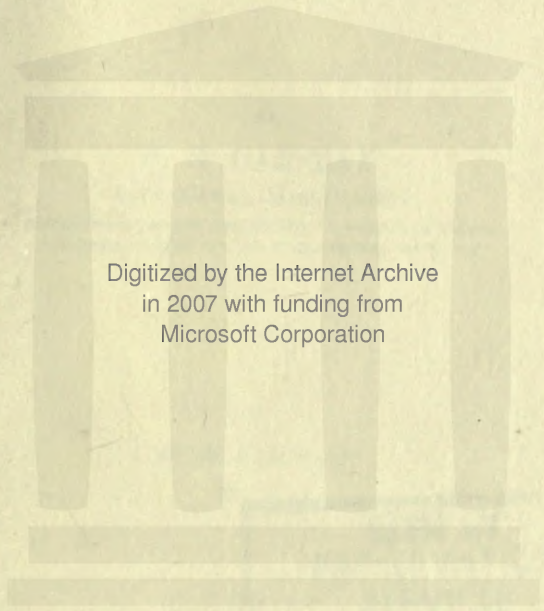 Digitized by the Internet Archive
in 2007 with funding from
Microsoft Corporation